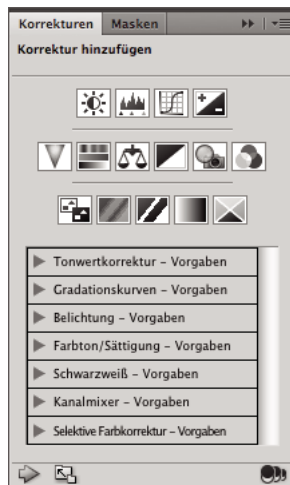 Korrekturen Masken
Korrektur hinzufügen
Tonwertkorrektur – Vorgaben
Gradationskurven – Vorgaben
Belichtung – Vorgaben
Farbton/Sättigung – Vorgaben
Schwarzweiß – Vorgaben
Kanalmixer – Vorgaben
Selektive Farbkorrektur – Vorgaben